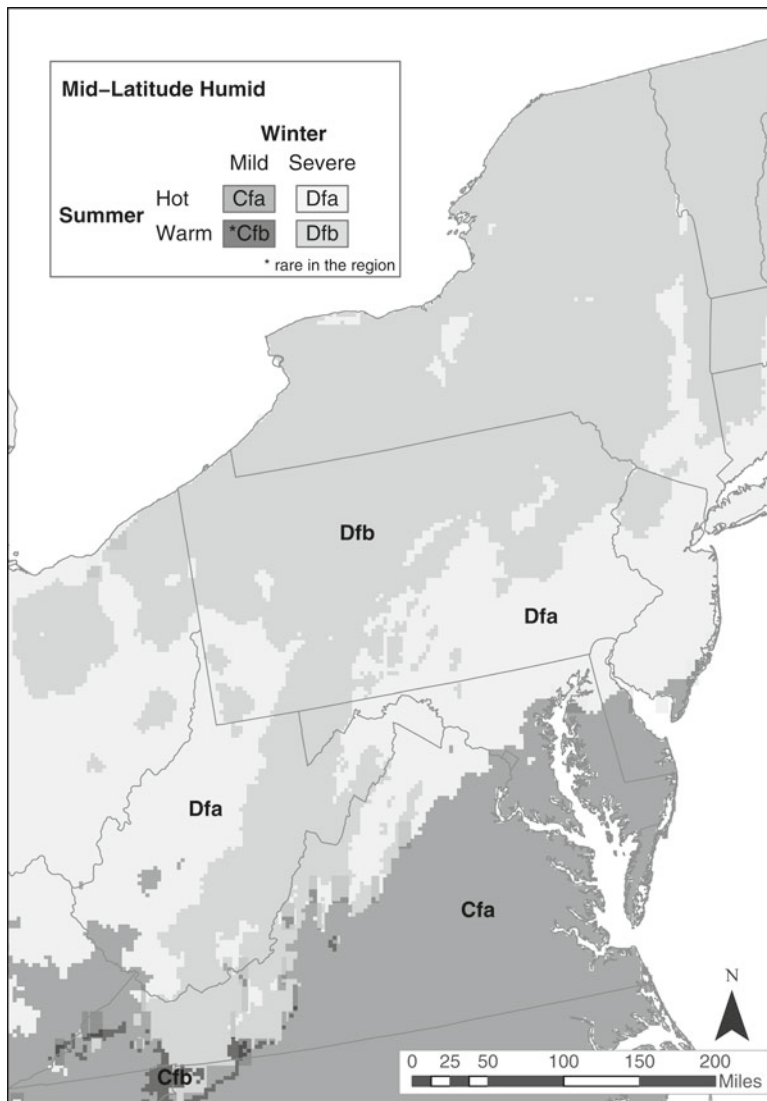 Mid–Latitude Humid
Winter
Mild Severe
Hot Cfa Dfa
Summer
Warm *Cfb Dfb
* rare in the region
Dfb
Dfa
Dfa
Cfa
N
Cfb
0 25 50 100 150 200
Miles